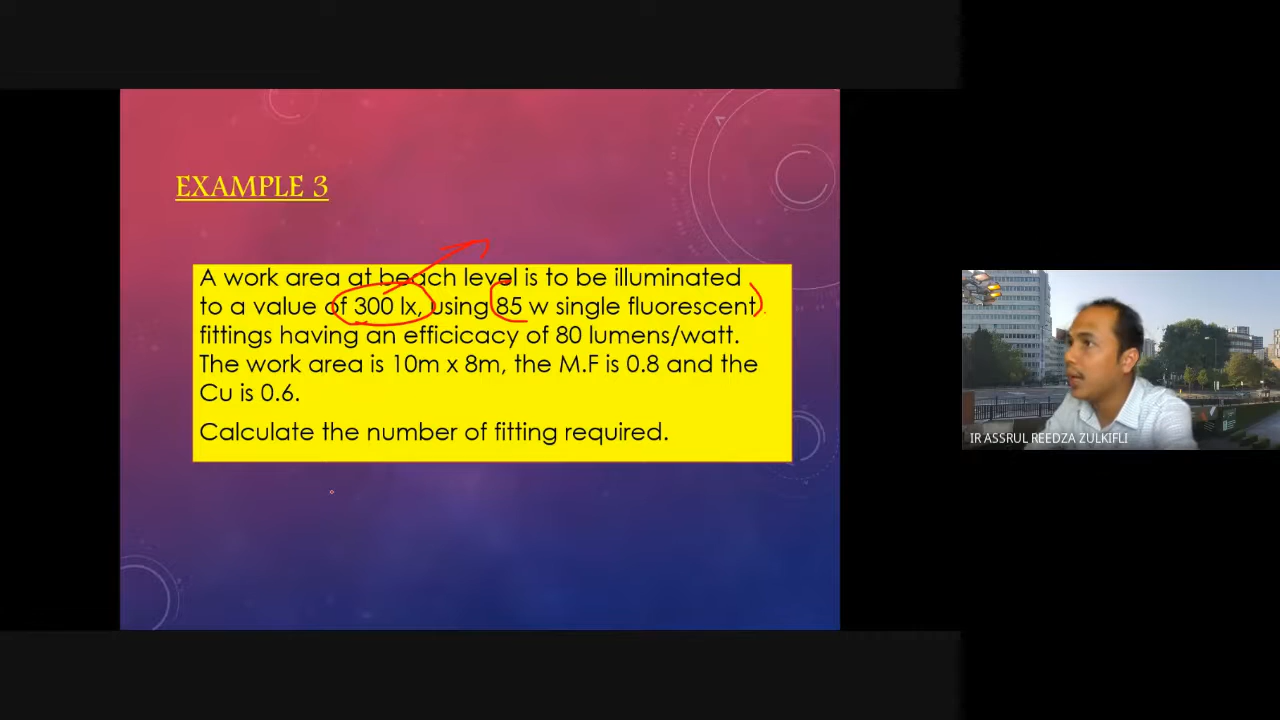 EXAMPLE 3
A work area at beach level is to be illuminated
to a value of 300 lx, using 85 w single fluorescent
fittings having an efficicacy of 80 lumens/watt.
The work area is 10m x 8m, the M.F is 0.8 and the
Cu is 0.6.
Calculate the number of fitting required.
IR ASSRUL REEDZA ZULKIFLI